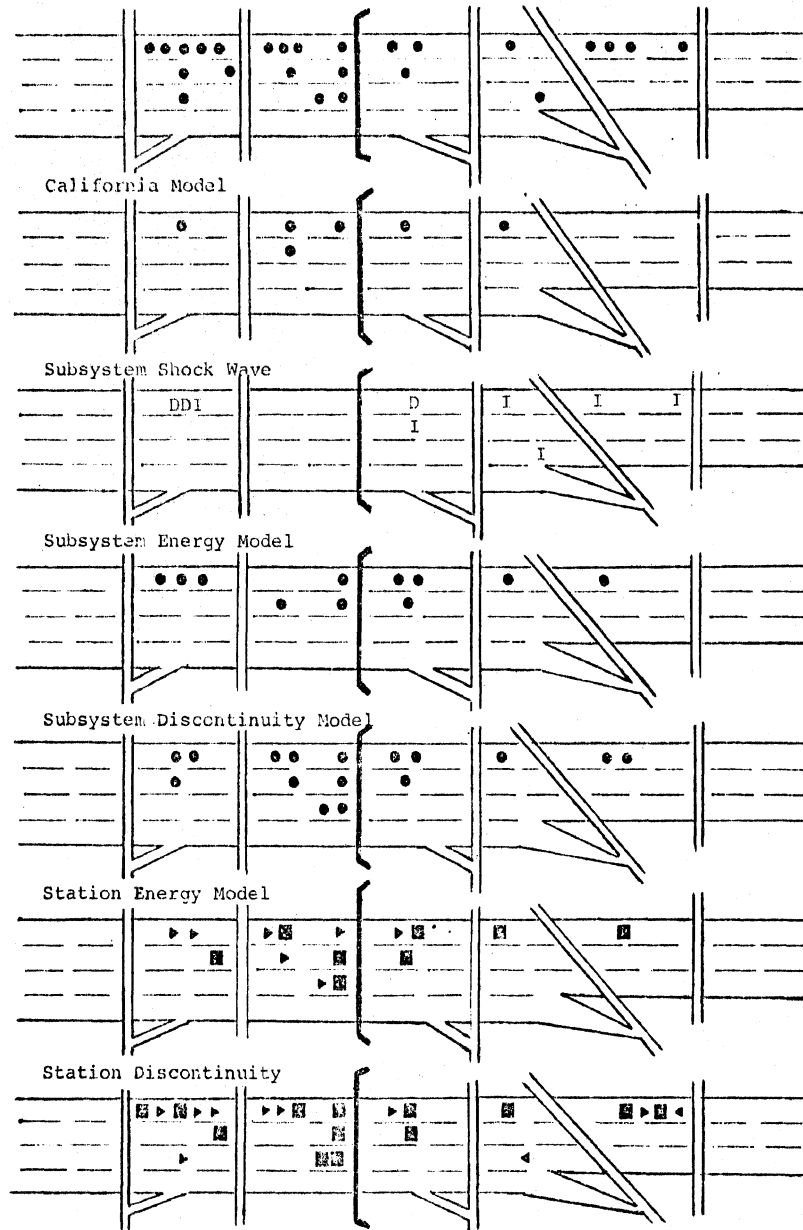 California Model
Subsystem Shock Wave
DDI D I I I
I
I
Subsystem Energy Model
Subsystem Discontinuity Model
Station Energy Model
Station Discontinuity